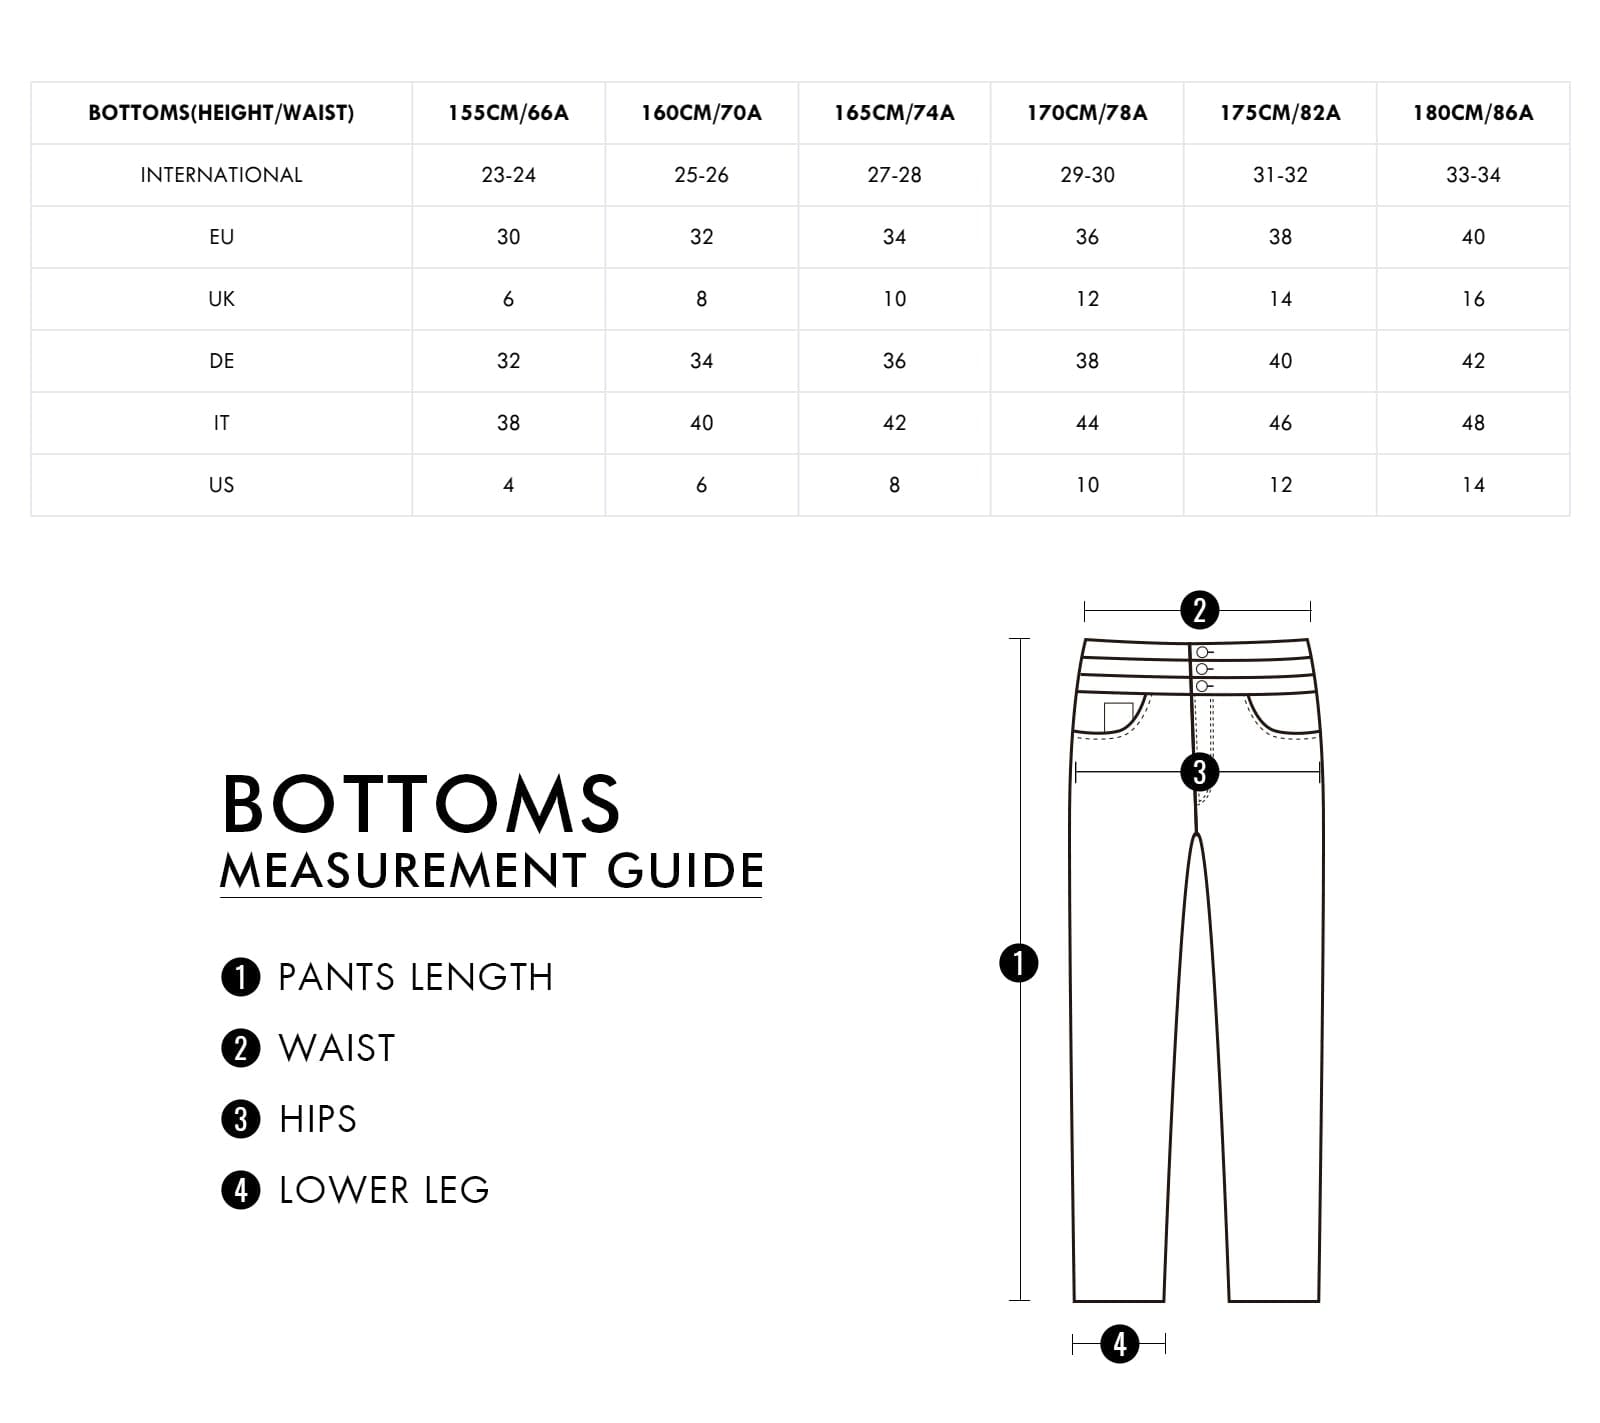 BOTTOMS(HEIGHT/WAIST) 155CM/66A 160CM/70A 165CM/74A 170CM/78A 175CM/82A 180CM/86A
INTERNATIONAL 23-24 25-26 27-28 29-30 31-32 33-34
EU 30 32 34 36 38 40
UK 6 8 10 12 14 16
DE 32 34 36 38 40 42
IT 38 40 42 44 46 48
US 4 6 8 10 12 14
BOTTOMS
MEASUREMENT GUIDE
1 PANTS LENGTH
2 WAIST
3 HIPS
4 LOWER LEG
2
3
1
4